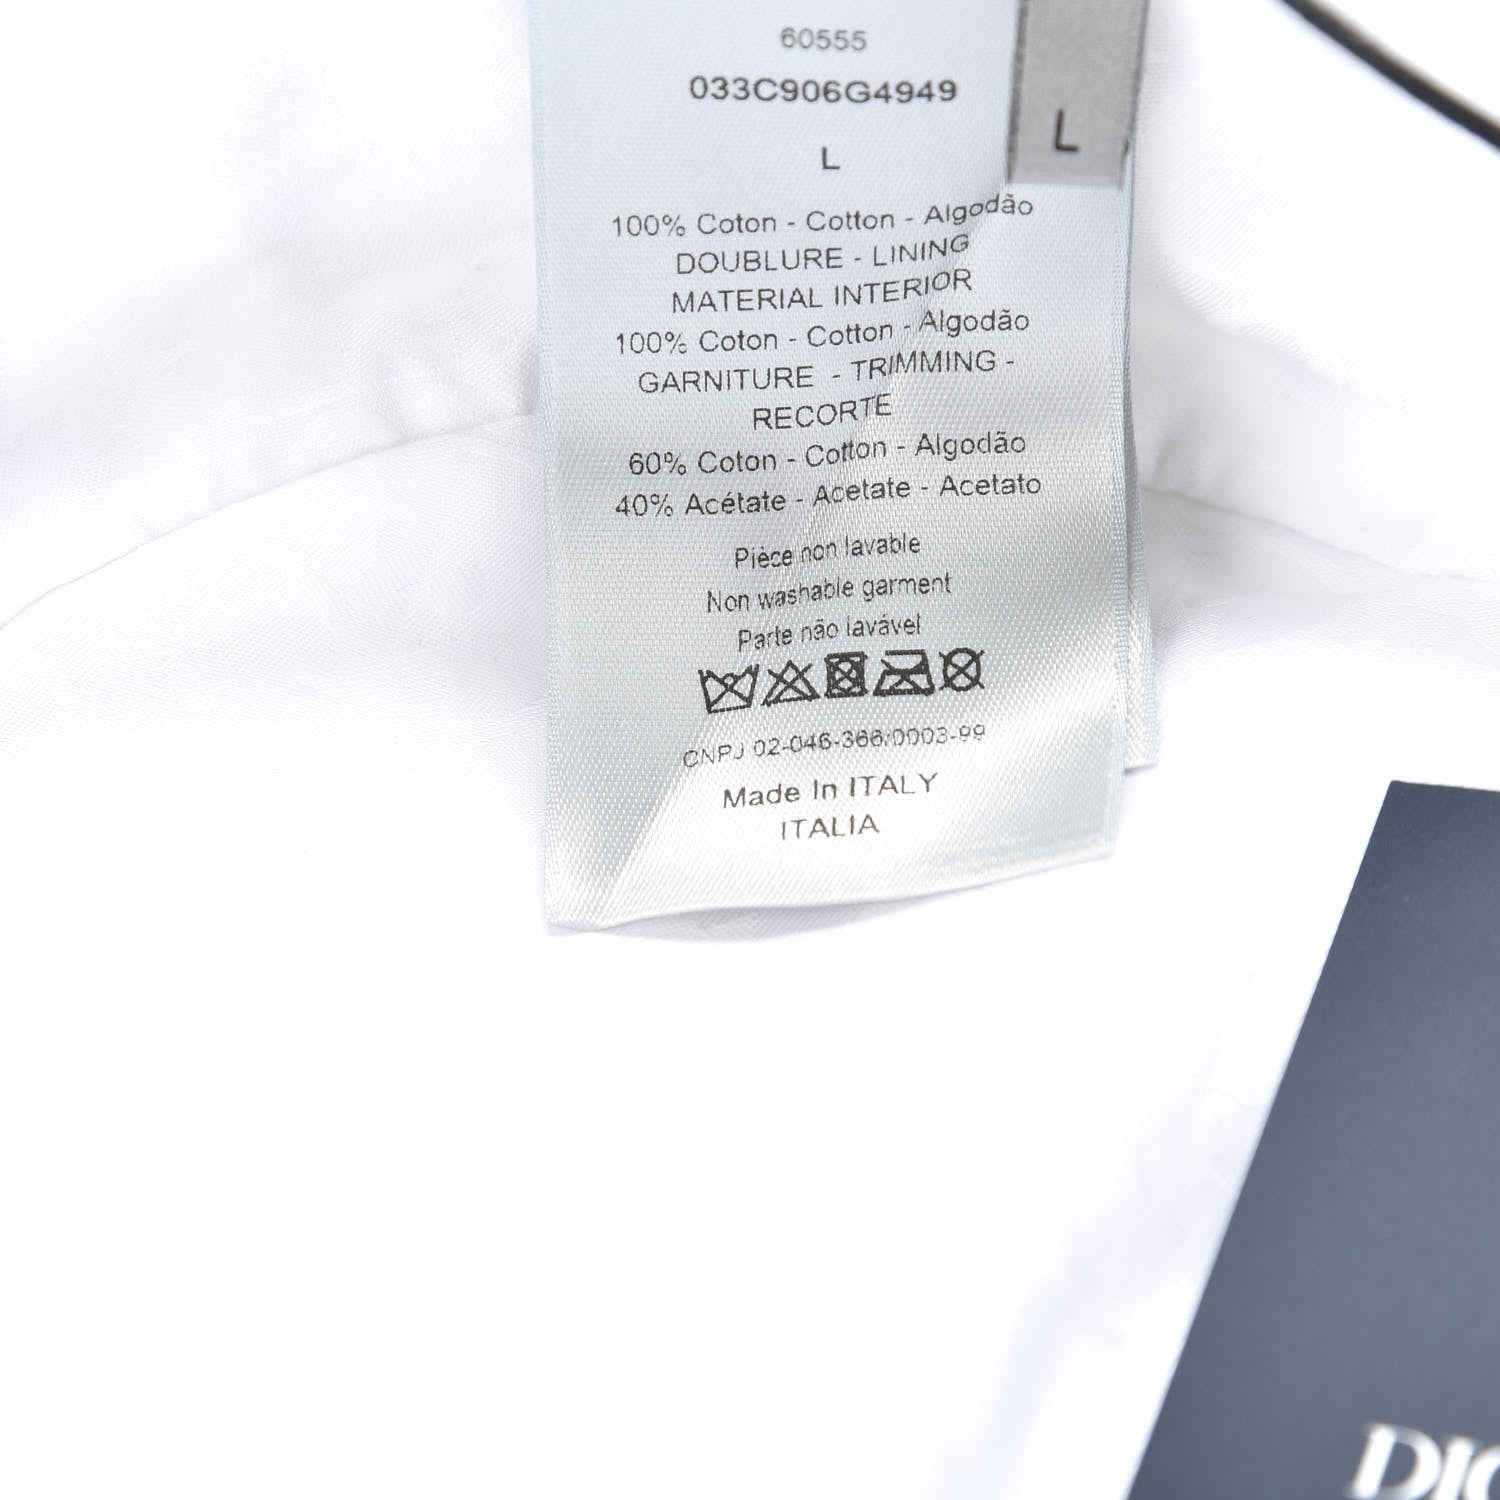 60555
033C906G4949
L
L
100% Coton - Cotton - Algodão
DOUBLURE - LINING
MATERIAL INTERIOR
100% Coton - Cotton - Algodão
GARNITURE - TRIMMING -
RECORTE
60% Coton - Cotton - Algodão
40% Acétate - Acetate - Acetato
Pièce non lavable
Non washable garment
Parte não lavável
CNPJ 02-046-366/0003-99
Made In ITALY
ITALIA
DIO